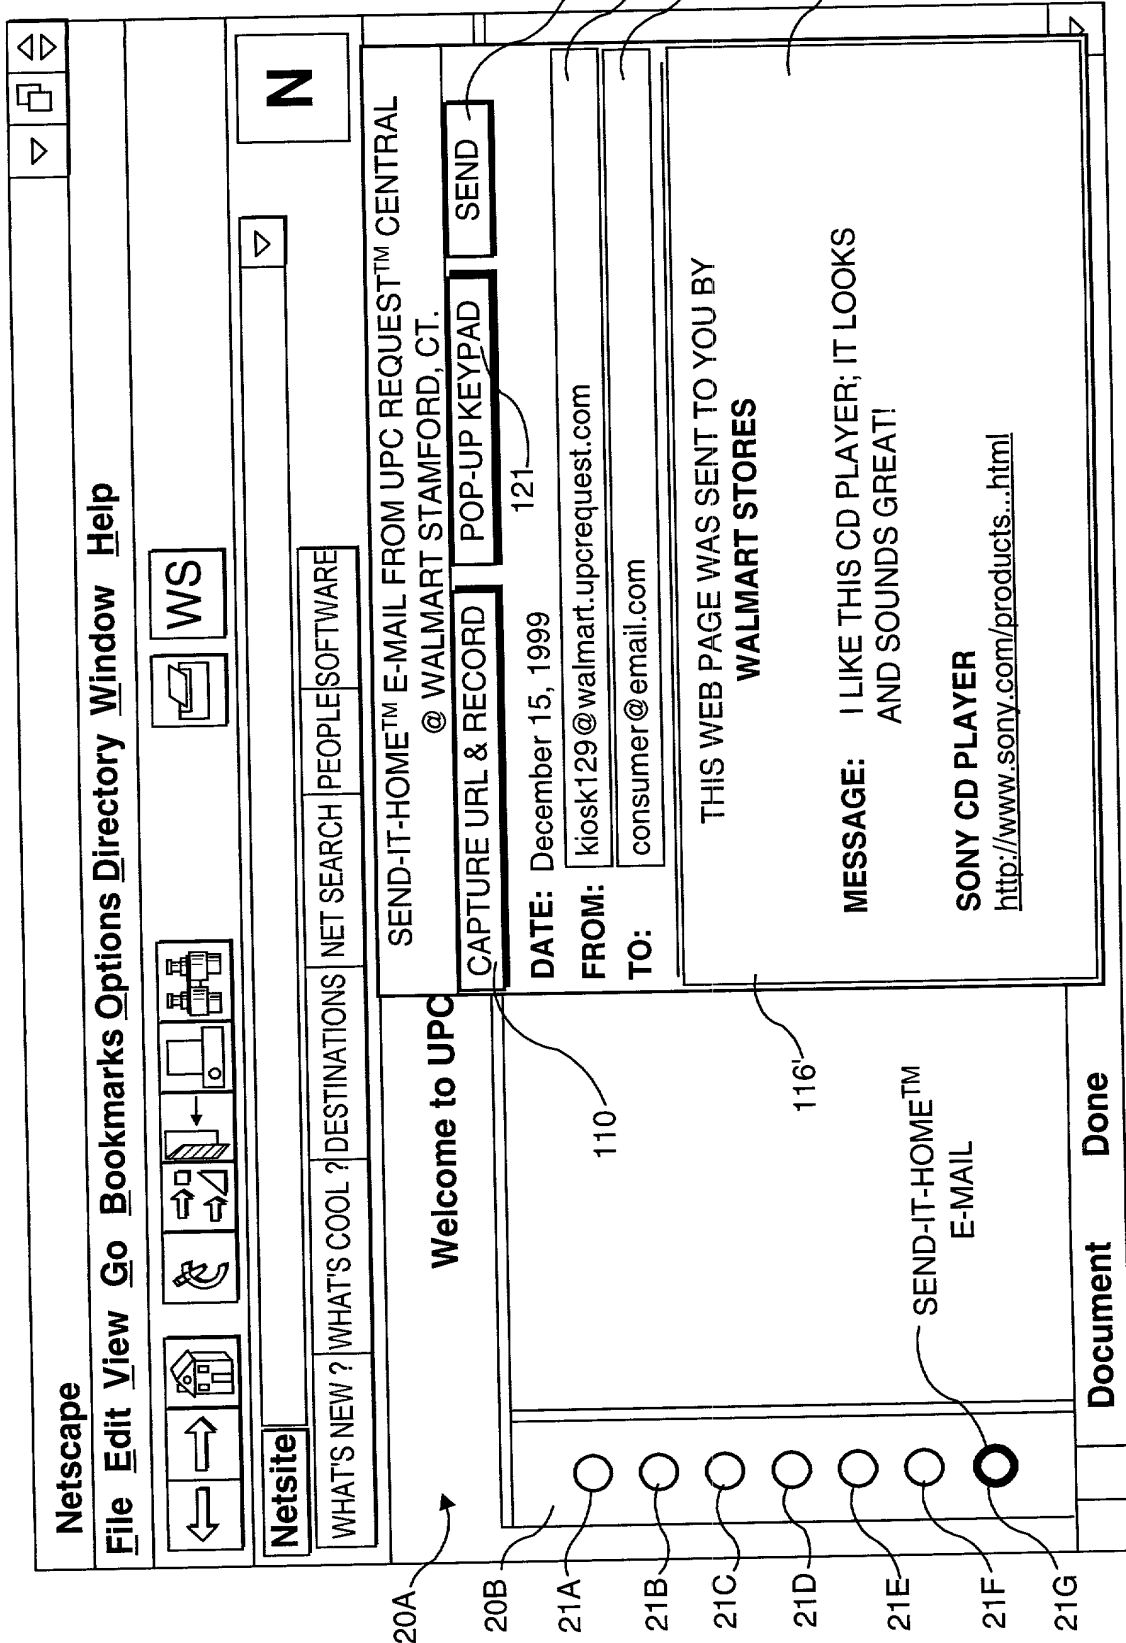 Netscape
File Edit View Go Bookmarks Options Directory Window Help
WS
N
Netsite
WHAT'S NEW ? WHAT'S COOL ? DESTINATIONS NET SEARCH PEOPLE SOFTWARE
Welcome to UPC
SEND-IT-HOME™ E-MAIL FROM UPC REQUEST™ CENTRAL
@ WALMART STAMFORD, CT.
CAPTURE URL & RECORD POP-UP KEYPAD SEND
110
121
DATE: December 15, 1999
FROM: kiosk129@walmart.upcrequest.com
TO: consumer@email.com
THIS WEB PAGE WAS SENT TO YOU BY
WALMART STORES
116'
MESSAGE: I LIKE THIS CD PLAYER; IT LOOKS
AND SOUNDS GREAT!
SONY CD PLAYER
http://www.sony.com/products...html
20A
20B
21A
21B
21C
21D
21E
21F
21G
SEND-IT-HOME™
E-MAIL
Document Done